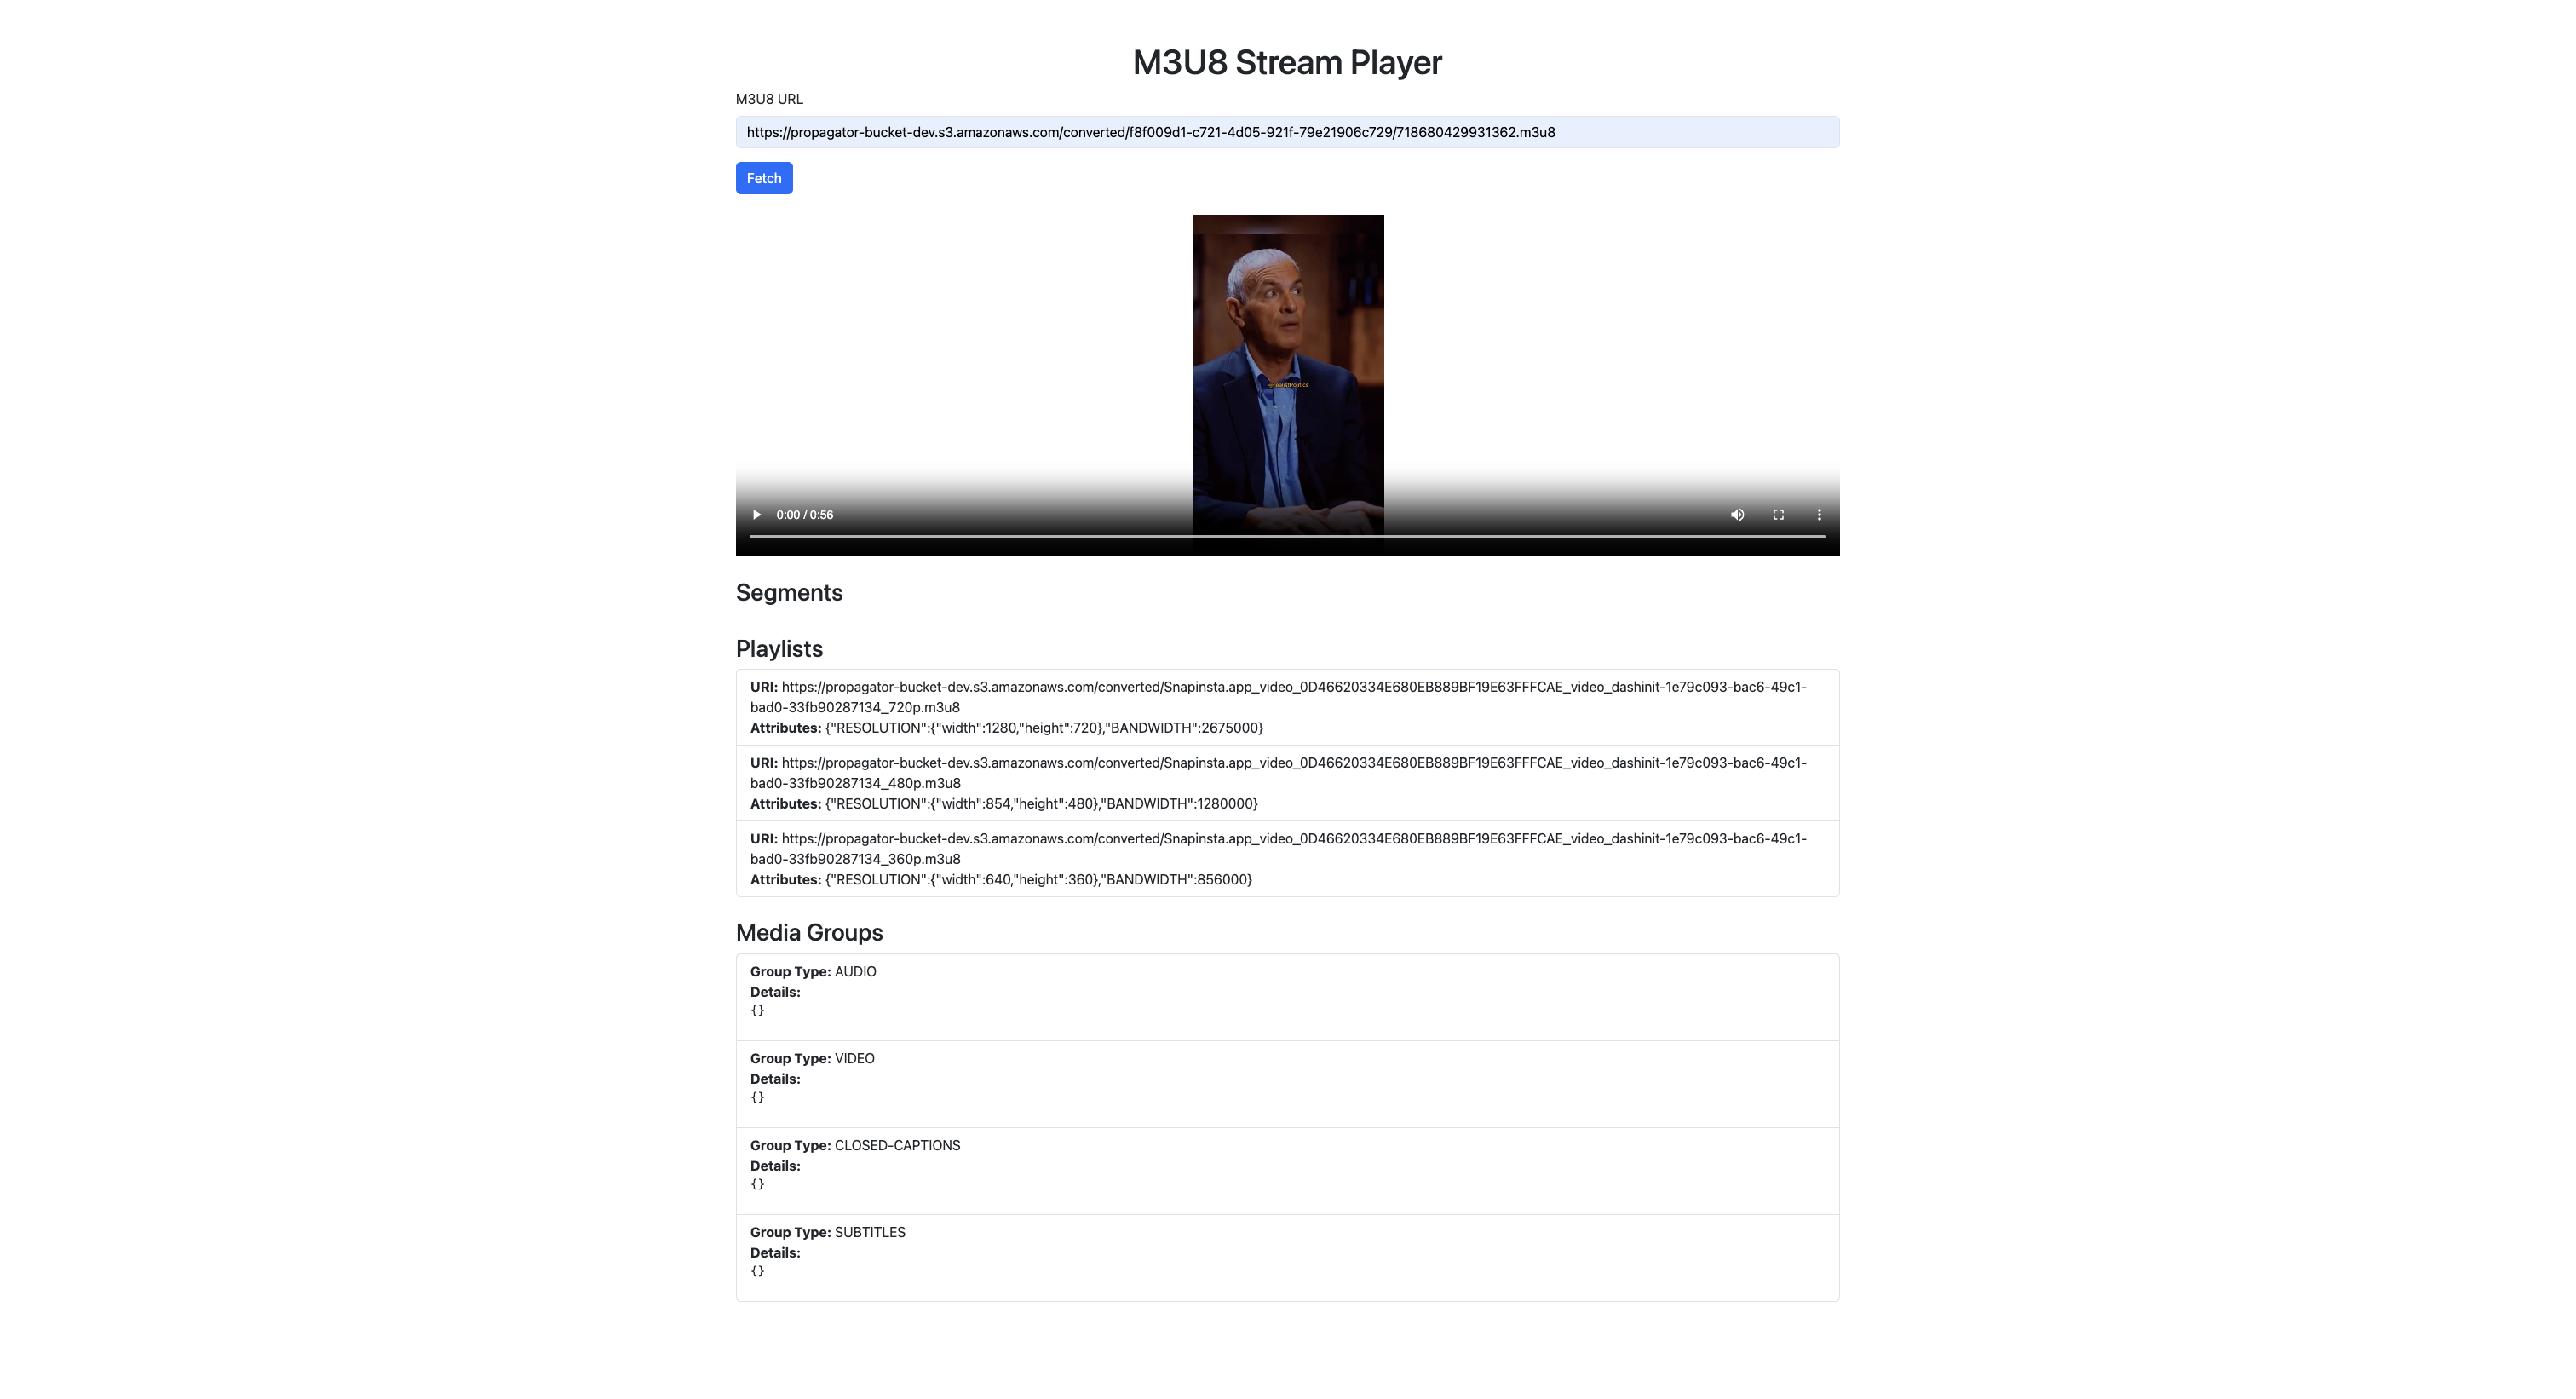 M3U8 Stream Player
M3U8 URL
https://propagator-bucket-dev.s3.amazonaws.com/converted/f8f009d1-c721-4d05-921f-79e21906c729/718680429931362.m3u8
Fetch
0:00 / 0:56
Segments
Playlists
URI: https://propagator-bucket-dev.s3.amazonaws.com/converted/Snapinsta.app_video_0D46620334E680EB889BF19E63FFFCAE_video_dashinit-1e79c093-bac6-49c1-
bad0-33fb90287134_720p.m3u8
Attributes: {"RESOLUTION":{"width":1280,"height":720},"BANDWIDTH":2675000}
URI: https://propagator-bucket-dev.s3.amazonaws.com/converted/Snapinsta.app_video_0D46620334E680EB889BF19E63FFFCAE_video_dashinit-1e79c093-bac6-49c1-
bad0-33fb90287134_480p.m3u8
Attributes: {"RESOLUTION":{"width":854,"height":480},"BANDWIDTH":1280000}
URI: https://propagator-bucket-dev.s3.amazonaws.com/converted/Snapinsta.app_video_0D46620334E680EB889BF19E63FFFCAE_video_dashinit-1e79c093-bac6-49c1-
bad0-33fb90287134_360p.m3u8
Attributes: {"RESOLUTION":{"width":640,"height":360},"BANDWIDTH":856000}
Media Groups
Group Type: AUDIO
Details:
{}
Group Type: VIDEO
Details:
{}
Group Type: CLOSED-CAPTIONS
Details:
{}
Group Type: SUBTITLES
Details:
{}